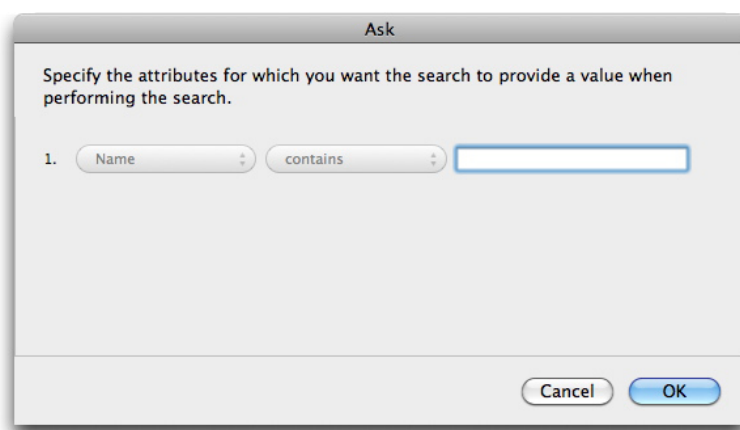 Ask
Specify the attributes for which you want the search to provide a value when
performing the search.
1. Name contains
Cancel OK